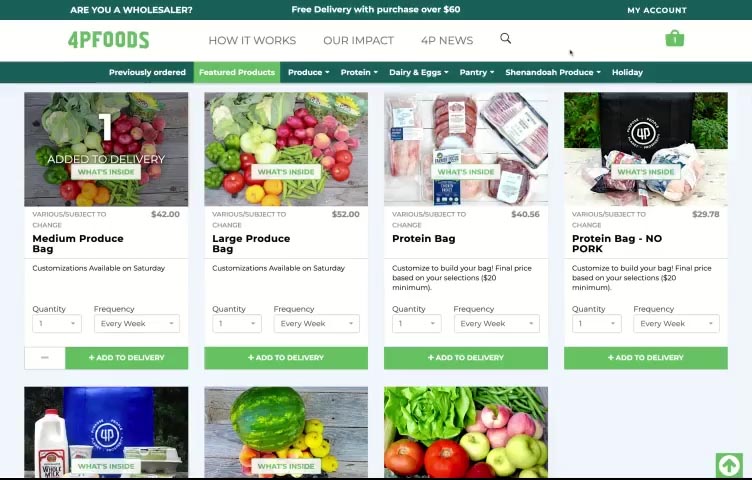 ARE YOU A WHOLESALER?
Free Delivery with purchase over $60
MY ACCOUNT
4PFOODS
HOW IT WORKS
OUR IMPACT
4P NEWS
1
Previously ordered
Featured Products
Produce
Protein
Dairy & Eggs
Pantry
Shenandoah Produce
Holiday
1
ADDED TO DELIVERY
WHAT'S INSIDE
VARIOUS/SUBJECT TO
CHANGE
$42.00
Medium Produce
Bag
Customizations Available on Saturday
Quantity
Frequency
1
Every Week
+ ADD TO DELIVERY
WHAT'S INSIDE
VARIOUS/SUBJECT TO
CHANGE
$52.00
Large Produce
Bag
Customizations Available on Saturday
Quantity
Frequency
1
Every Week
+ ADD TO DELIVERY
WHAT'S INSIDE
VARIOUS/SUBJECT TO
CHANGE
$40.56
Protein Bag
Customize to build your bag! Final price
based on your selections ($20
minimum).
Quantity
Frequency
1
Every Week
+ ADD TO DELIVERY
4P
WHAT'S INSIDE
VARIOUS/SUBJECT TO
CHANGE
$29.78
Protein Bag - NO
PORK
Customize to build your bag! Final price
based on your selections ($20
minimum).
Quantity
Frequency
1
Every Week
+ ADD TO DELIVERY
4P
WHOLE
MILK
WHAT'S INSIDE
WHAT'S INSIDE